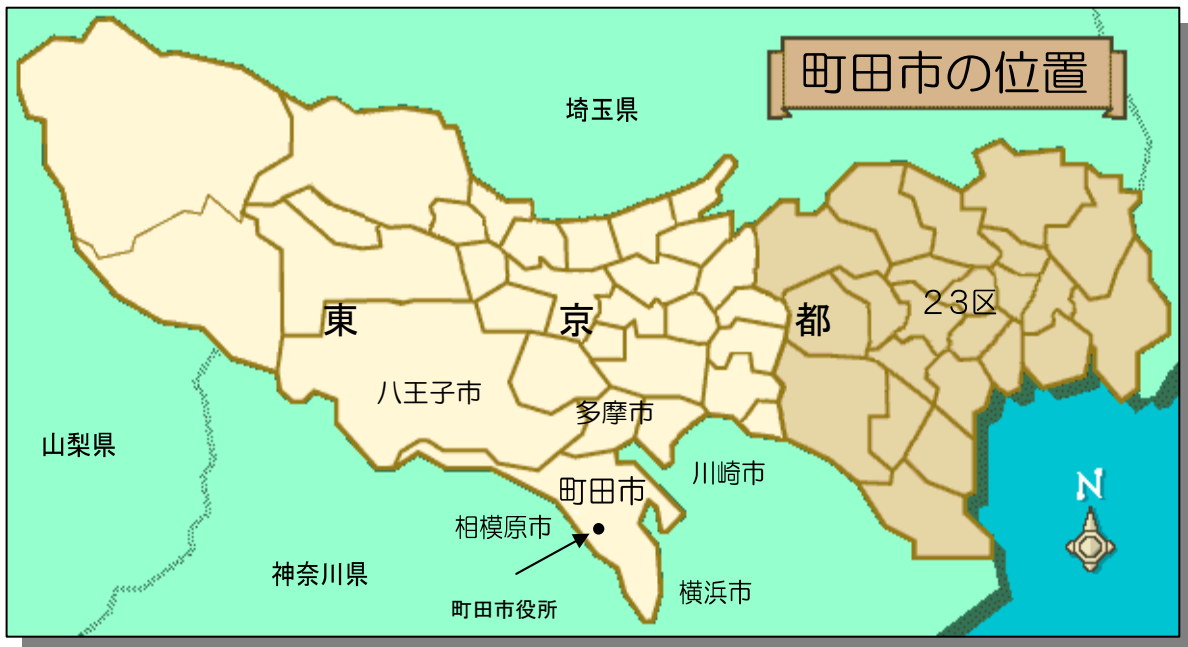 町田市の位置
埼玉県
東京都
23区
八王子市
多摩市
山梨県
川崎市
町田市
N
相模原市
神奈川県
横浜市
町田市役所